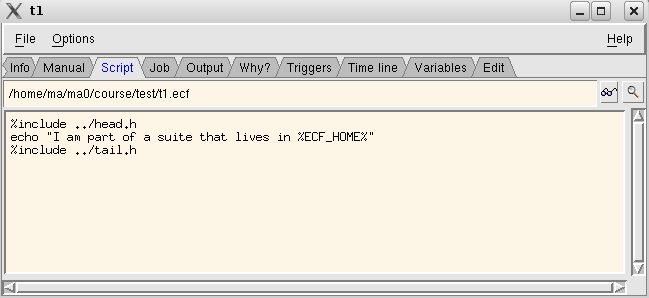 t1
File Options Help
Info Manual Script Job Output Why? Triggers Time line Variables Edit
/home/ma/ma0/course/test/t1.ecf
%include ../head.h
echo "I am part of a suite that lives in %ECF_HOME%"
%include ../tail.h